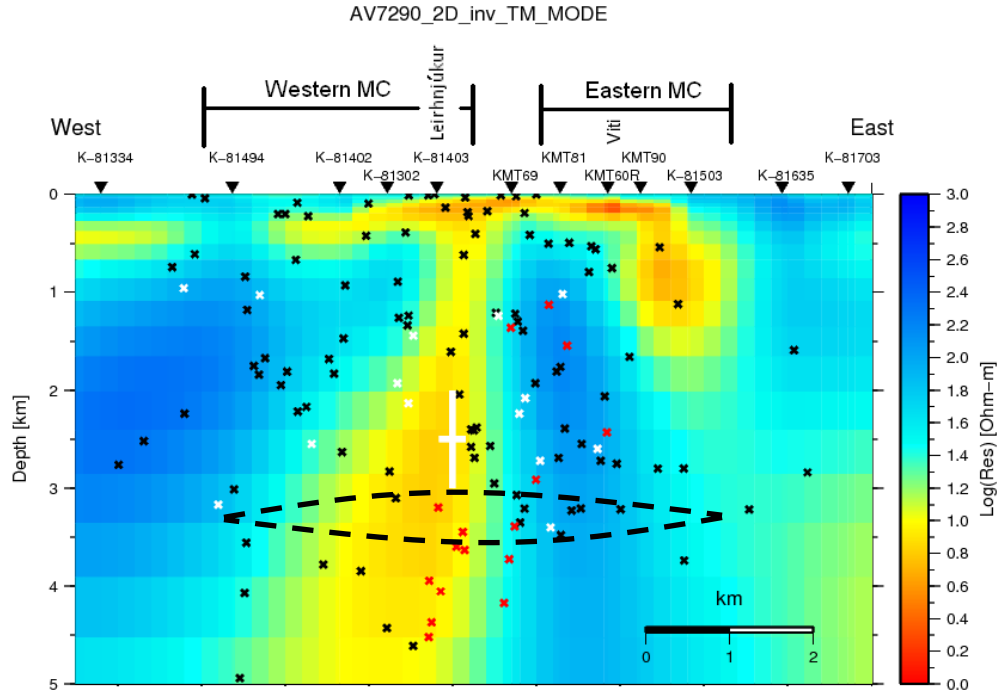 AV7290_2D_inv_TM_MODE
Western MC
Leirhnjúkur
Eastern MC
Viti
West
East
K-81334
K-81494
K-81402
K-81302
K-81403
KMT69
KMT81
KMT60R
KMT90
K-81503
K-81635
K-81703
0
1
2
3
4
5
Depth [km]
km
0
1
2
3.0
2.8
2.6
2.4
2.2
2.0
1.8
1.6
1.4
1.2
1.0
0.8
0.6
0.4
0.2
0.0
Log(Res) [Ohm-m]